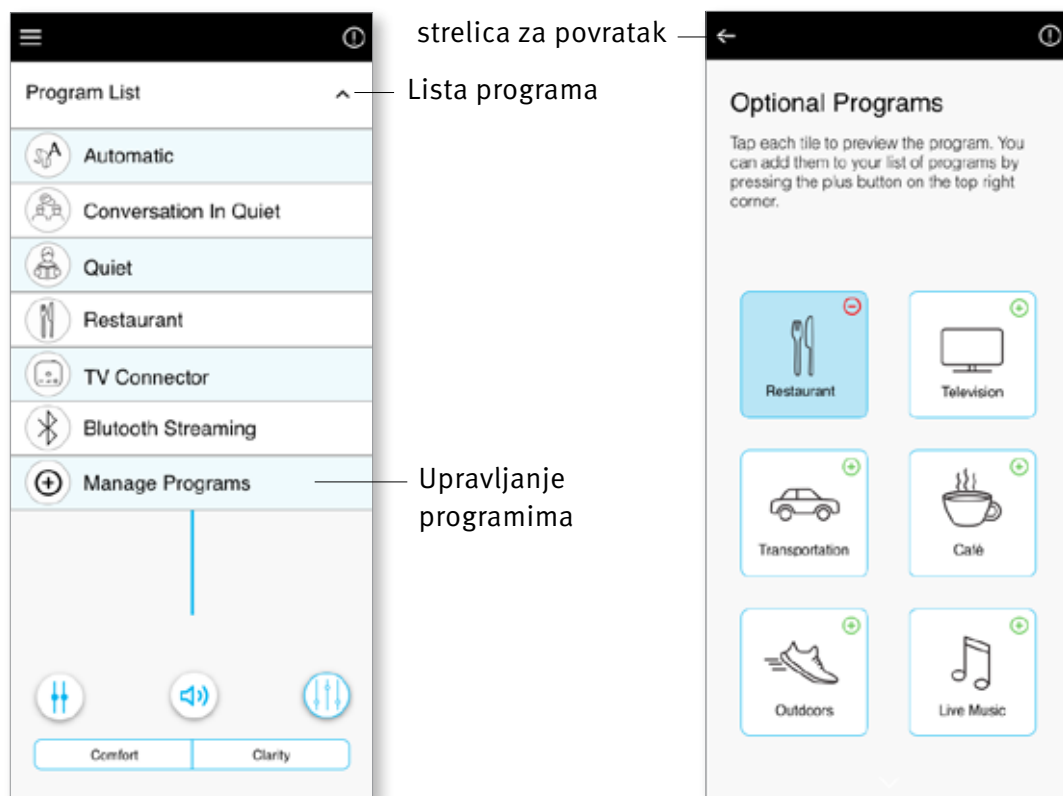 Program List
Automatic
Conversation In Quiet
Quiet
Restaurant
TV Connector
Blutooth Streaming
Manage Programs
Comfort
Clarity
strelica za povratak
Lista programa
Upravljanje
programima
Optional Programs
Tap each tile to preview the program. You
can add them to your list of programs by
pressing the plus button on the top right
corner.
Restaurant
Television
Transportation
Café
Outdoors
Live Music